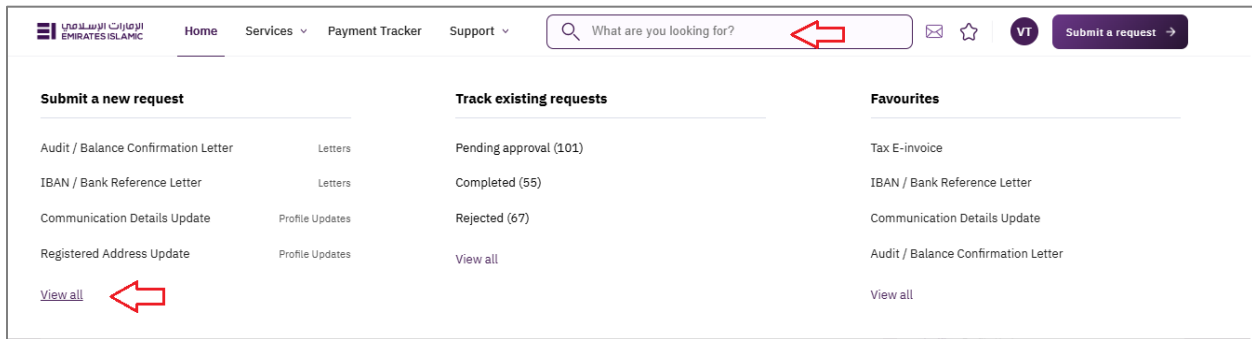 الإمارات الإسلامي
EMIRATES ISLAMIC
Home
Services
Payment Tracker
Support
What are you looking for?
VT
Submit a request →
Submit a new request
Audit / Balance Confirmation Letter
Letters
IBAN / Bank Reference Letter
Letters
Communication Details Update
Profile Updates
Registered Address Update
Profile Updates
View all
Track existing requests
Pending approval (101)
Completed (55)
Rejected (67)
View all
Favourites
Tax E-invoice
IBAN / Bank Reference Letter
Communication Details Update
Audit / Balance Confirmation Letter
View all